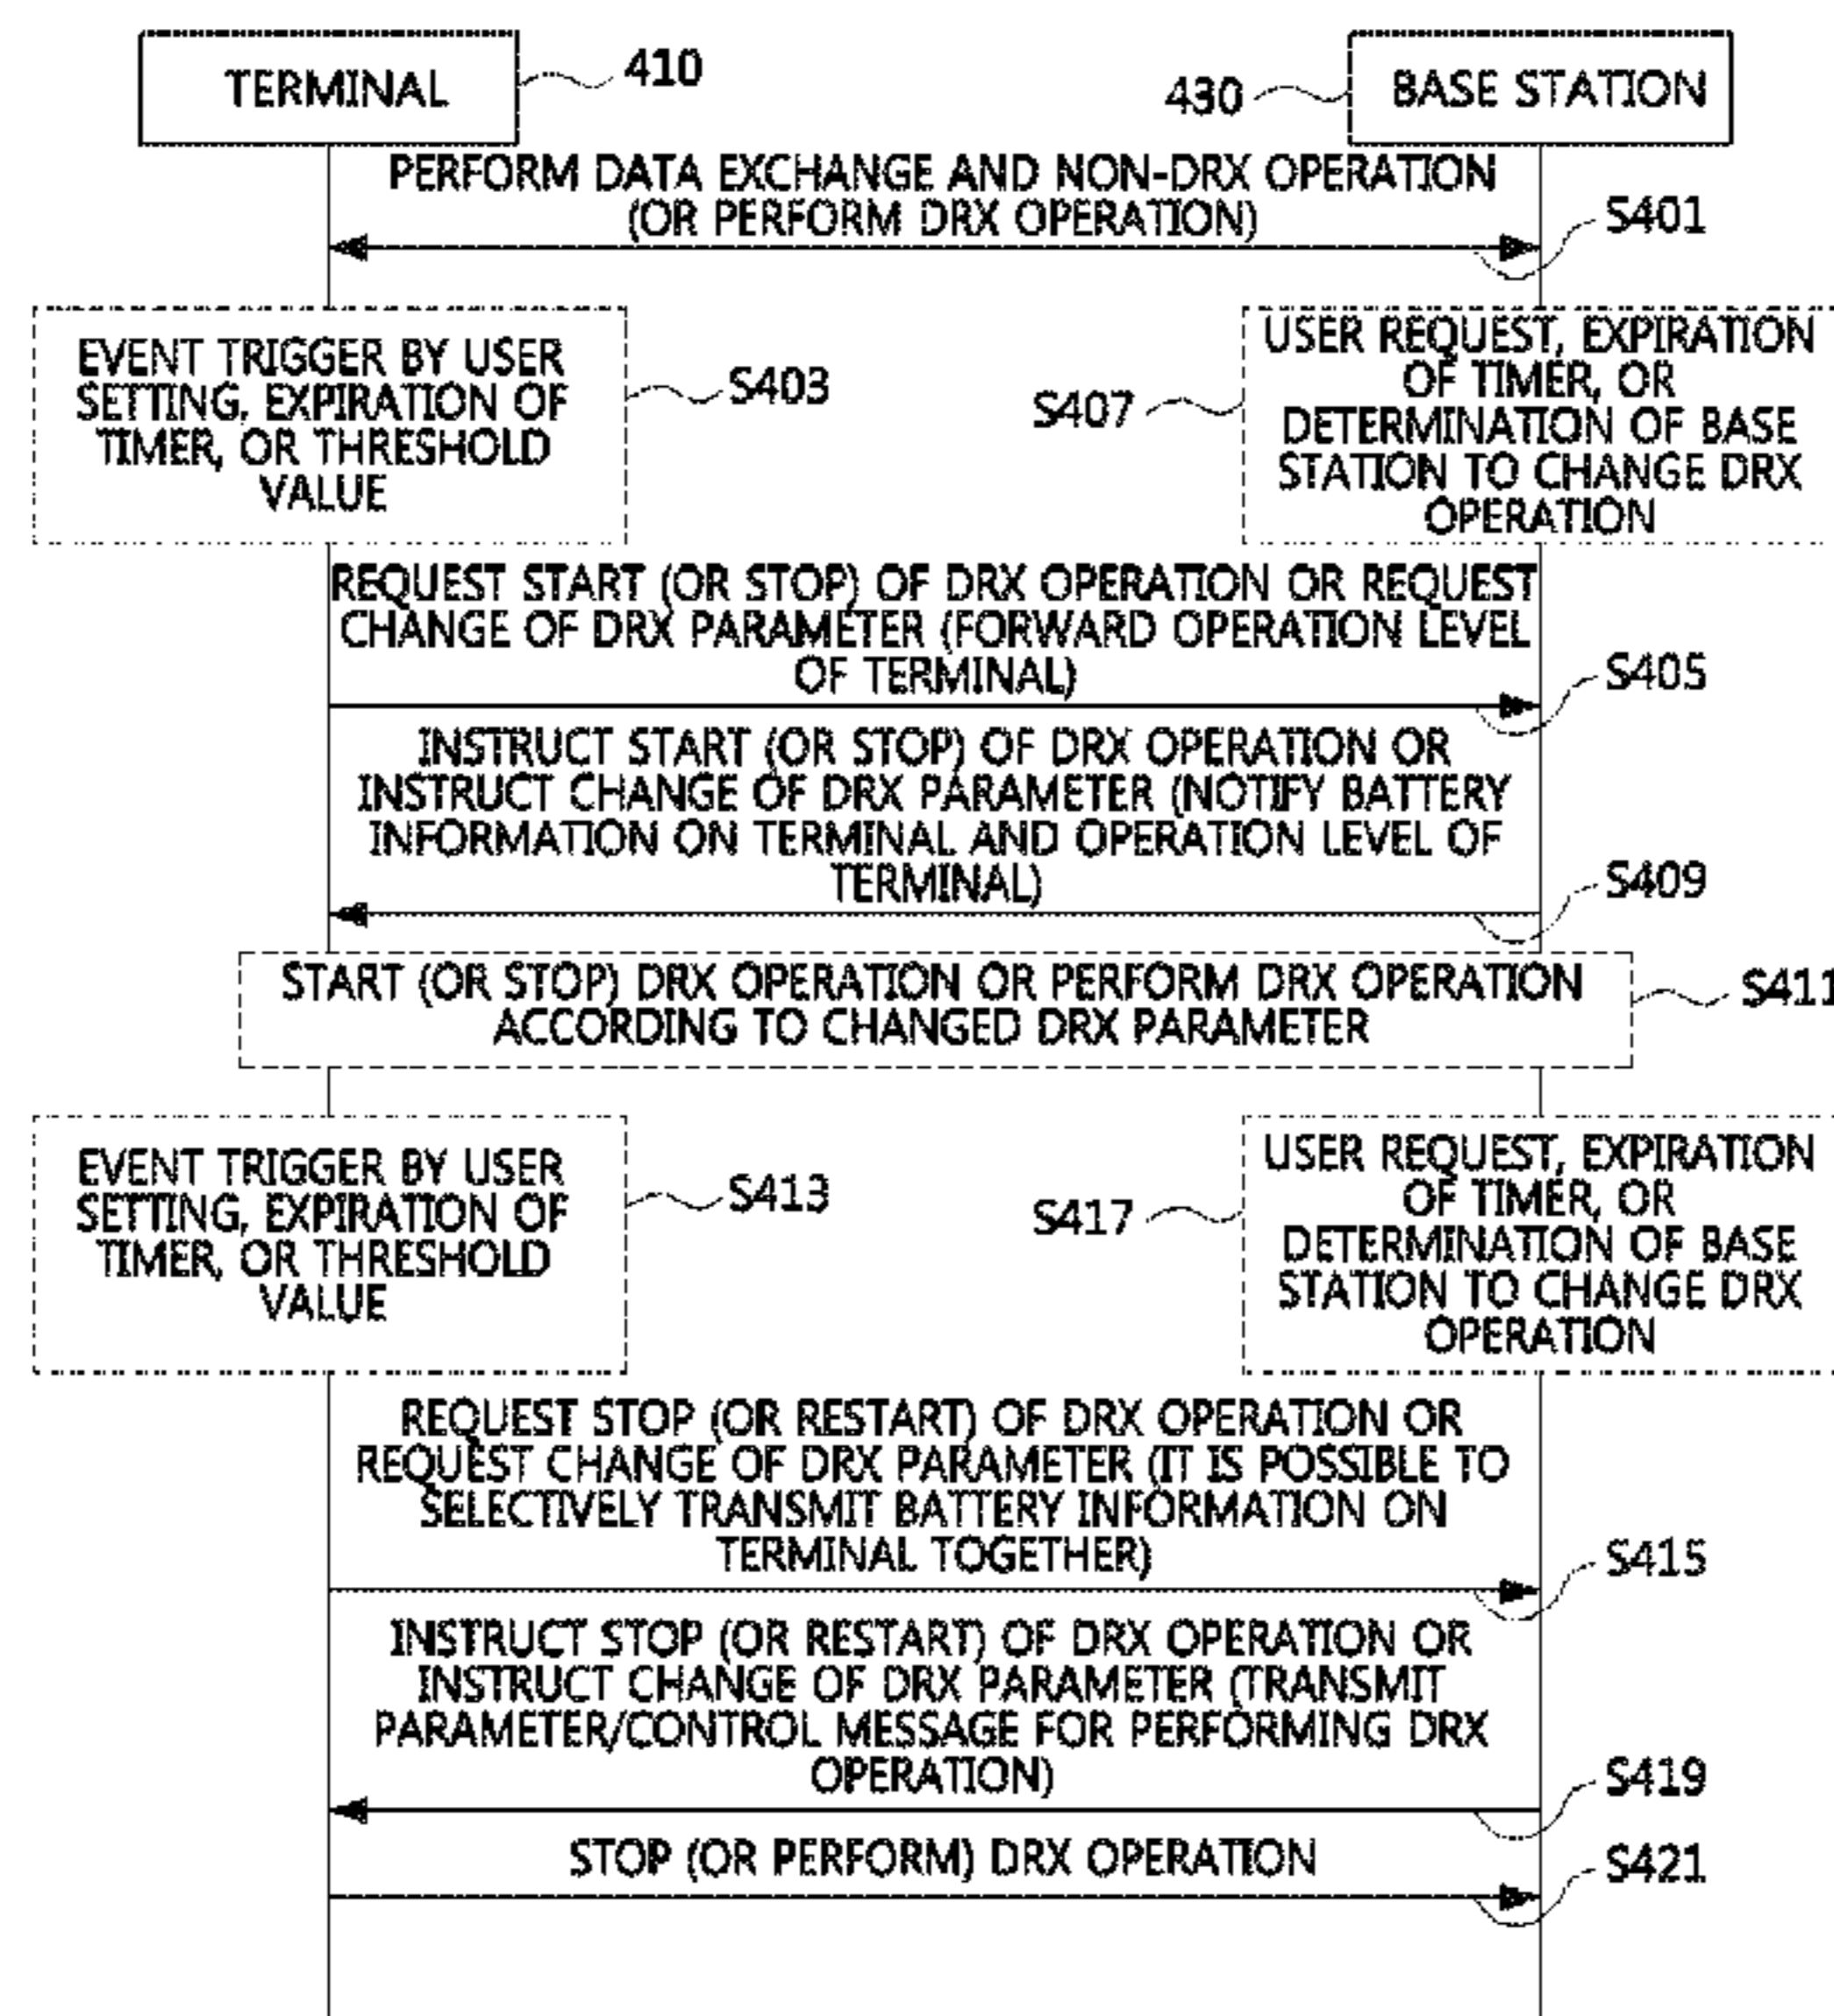 TERMINAL
410
430
BASE STATION
PERFORM DATA EXCHANGE AND NON-DRX OPERATION
(OR PERFORM DRX OPERATION)
S401
EVENT TRIGGER BY USER
SETTING, EXPIRATION OF
TIMER, OR THRESHOLD
VALUE
S403
S407
USER REQUEST, EXPIRATION
OF TIMER, OR
DETERMINATION OF BASE
STATION TO CHANGE DRX
OPERATION
REQUEST START (OR STOP) OF DRX OPERATION OR REQUEST
CHANGE OF DRX PARAMETER (FORWARD OPERATION LEVEL
OF TERMINAL)
S405
INSTRUCT START (OR STOP) OF DRX OPERATION OR
INSTRUCT CHANGE OF DRX PARAMETER (NOTIFY BATTERY
INFORMATION ON TERMINAL AND OPERATION LEVEL OF
TERMINAL)
S409
START (OR STOP) DRX OPERATION OR PERFORM DRX OPERATION
ACCORDING TO CHANGED DRX PARAMETER
S411
EVENT TRIGGER BY USER
SETTING, EXPIRATION OF
TIMER, OR THRESHOLD
VALUE
S413
S417
USER REQUEST, EXPIRATION
OF TIMER, OR
DETERMINATION OF BASE
STATION TO CHANGE DRX
OPERATION
REQUEST STOP (OR RESTART) OF DRX OPERATION OR
REQUEST CHANGE OF DRX PARAMETER (IT IS POSSIBLE TO
SELECTIVELY TRANSMIT BATTERY INFORMATION ON
TERMINAL TOGETHER)
S415
INSTRUCT STOP (OR RESTART) OF DRX OPERATION OR
INSTRUCT CHANGE OF DRX PARAMETER (TRANSMIT
PARAMETER/CONTROL MESSAGE FOR PERFORMING DRX
OPERATION)
S419
STOP (OR PERFORM) DRX OPERATION
S421